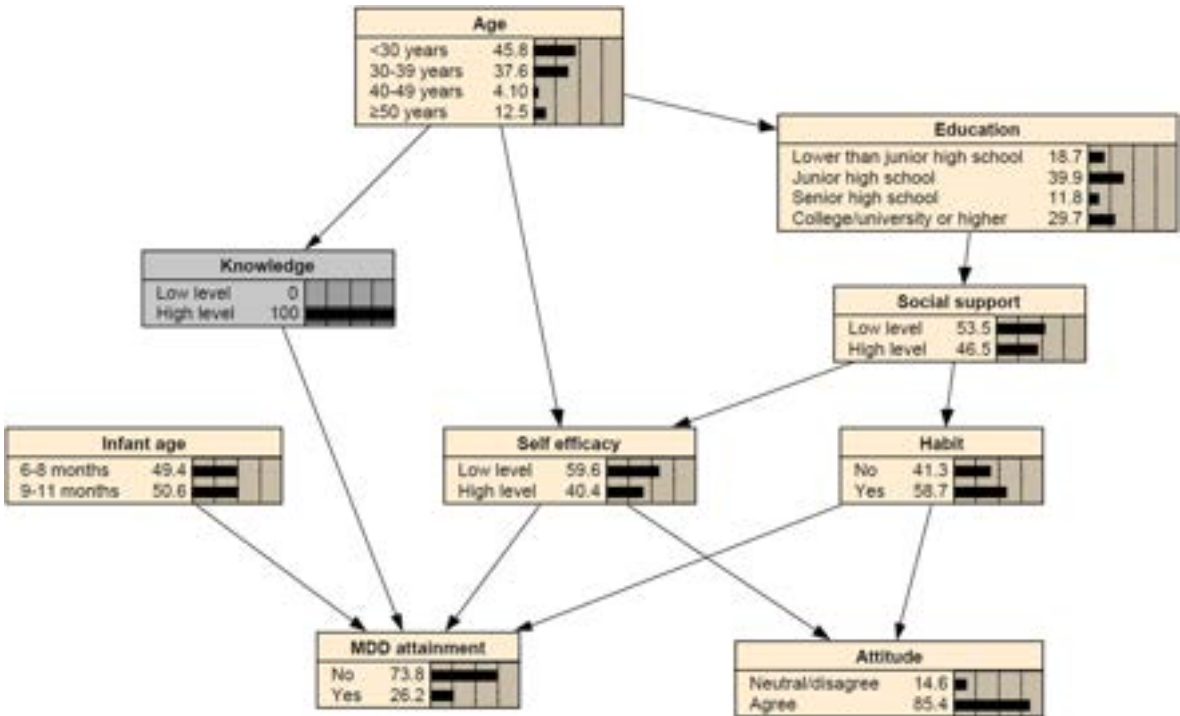 Age
<30 years 45.8
30-39 years 37.6
40-49 years 4.10
≥50 years 12.5
Education
Lower than junior high school 18.7
Junior high school 39.9
Senior high school 11.8
College/university or higher 29.7
Knowledge
Low level 0
High level 100
Social support
Low level 53.5
High level 46.5
Infant age
6-8 months 49.4
9-11 months 50.6
Self efficacy
Low level 59.6
High level 40.4
Habit
No 41.3
Yes 58.7
MDD attainment
No 73.8
Yes 26.2
Attitude
Neutral/disagree 14.6
Agree 85.4